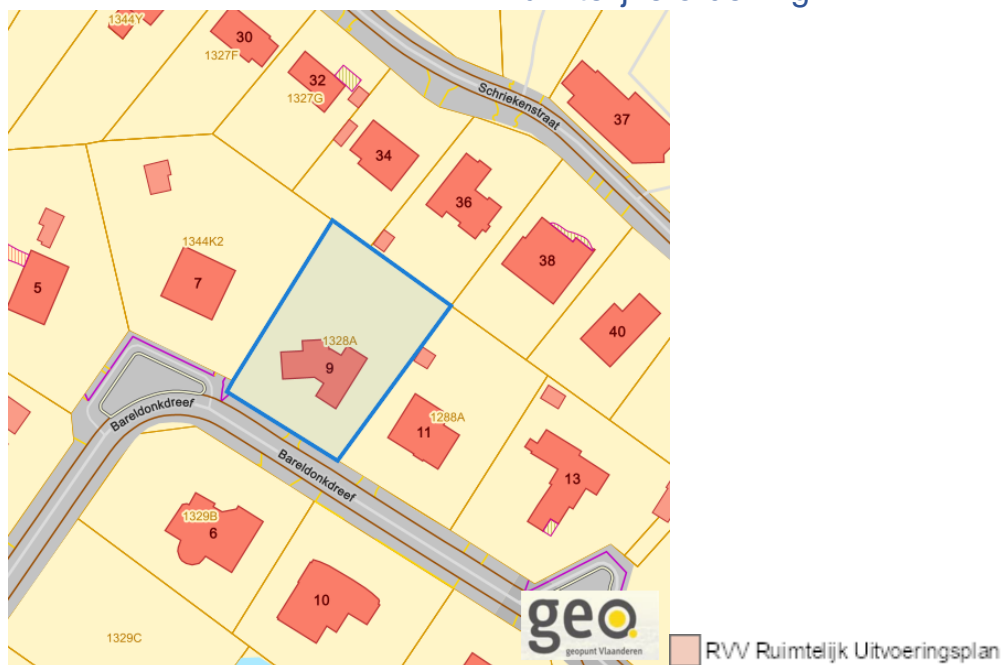 1344Y
30
1327F
32
1327G
Schriekenstraat
37
34
36
1344K2
38
7
5
40
1328A
9
Bareldonkdreef
1288A
11
Bareldonkdreef
13
1329B
6
10
geo.
geopunt Vlaanderen
1329C
RVV Ruimtelijk Uitvoeringsplan